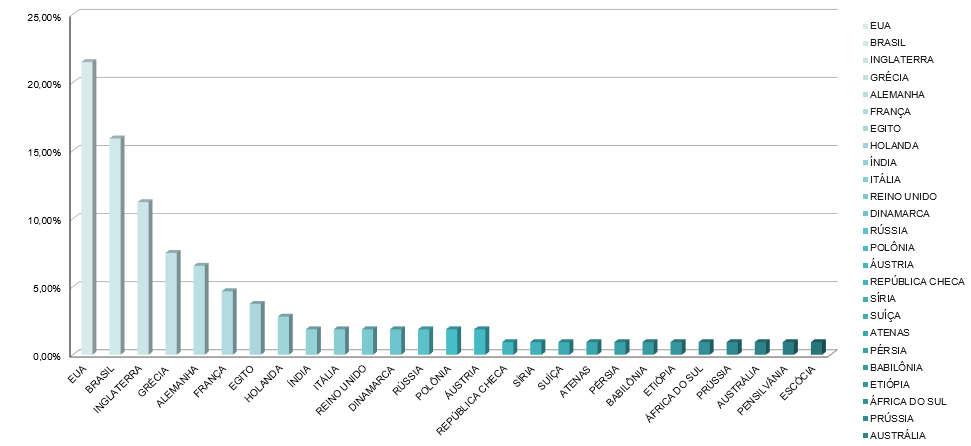 25,00%
20,00%
15,00%
10,00%
5,00%
0,00%
EUA
BRASIL
INGLATERRA
GRÉCIA
ALEMANHA
FRANÇA
EGITO
HOLANDA
ÍNDIA
ITÁLIA
REINO UNIDO
DINAMARCA
RÚSSIA
POLÔNIA
ÁUSTRIA
REPÚBLICA CHECA
SÍRIA
SUÍÇA
ATENAS
PÉRSIA
BABILÔNIA
ETIÓPIA
ÁFRICA DO SUL
PRÚSSIA
AUSTRÁLIA
PENSILVÂNIA
ESCÓCIA
EUA
BRASIL
INGLATERRA
GRÉCIA
ALEMANHA
FRANÇA
EGITO
HOLANDA
ÍNDIA
ITÁLIA
REINO UNIDO
DINAMARCA
RÚSSIA
POLÔNIA
ÁUSTRIA
REPÚBLICA CHECA
SÍRIA
SUÍÇA
ATENAS
PÉRSIA
BABILÔNIA
ETIÓPIA
ÁFRICA DO SUL
PRÚSSIA
AUSTRÁLIA